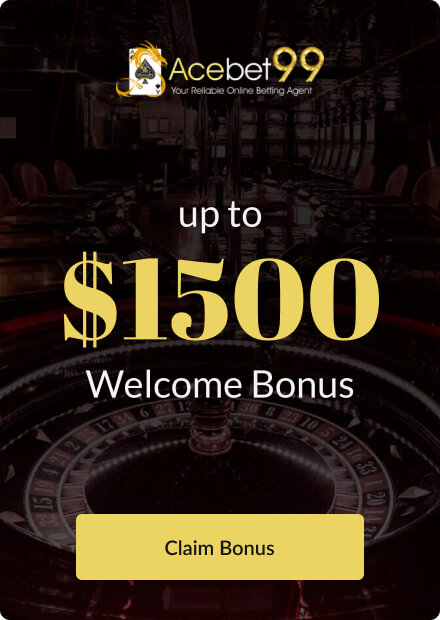 Acebet99
Your Reliable Online Betting Agent
up to
$1500
Welcome Bonus
Claim Bonus